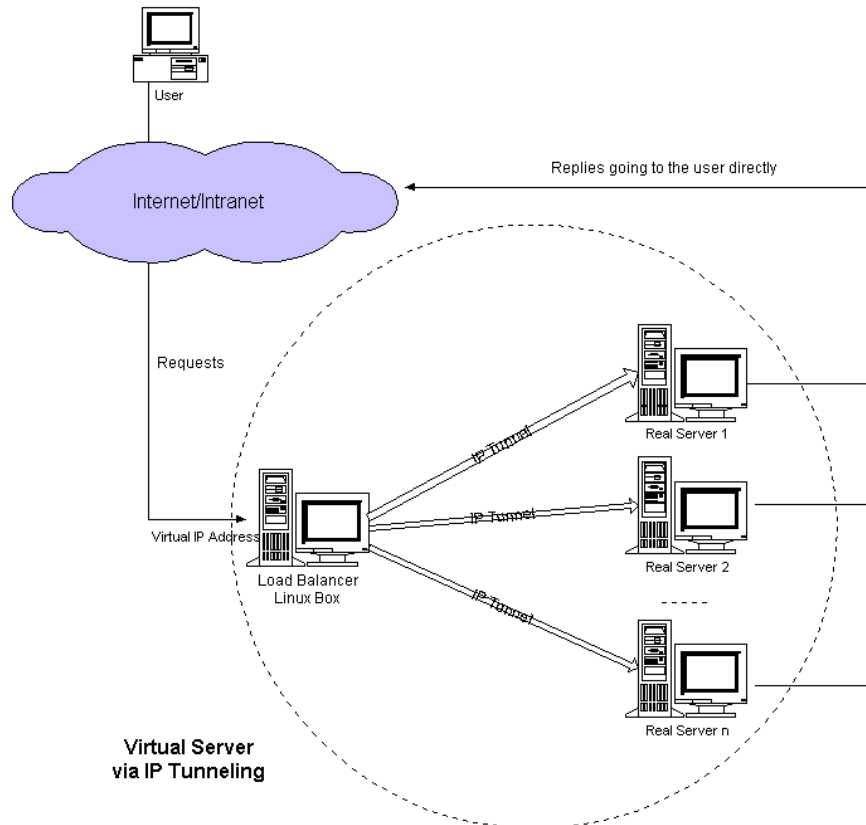 User
Internet/Intranet
Replies going to the user directly
Requests
IP Tunnel
Real Server 1
Virtual IP Address
IP Tunnel
Load Balancer
Linux Box
Real Server 2
IP Tunnel
Real Server n
Virtual Server
via IP Tunneling